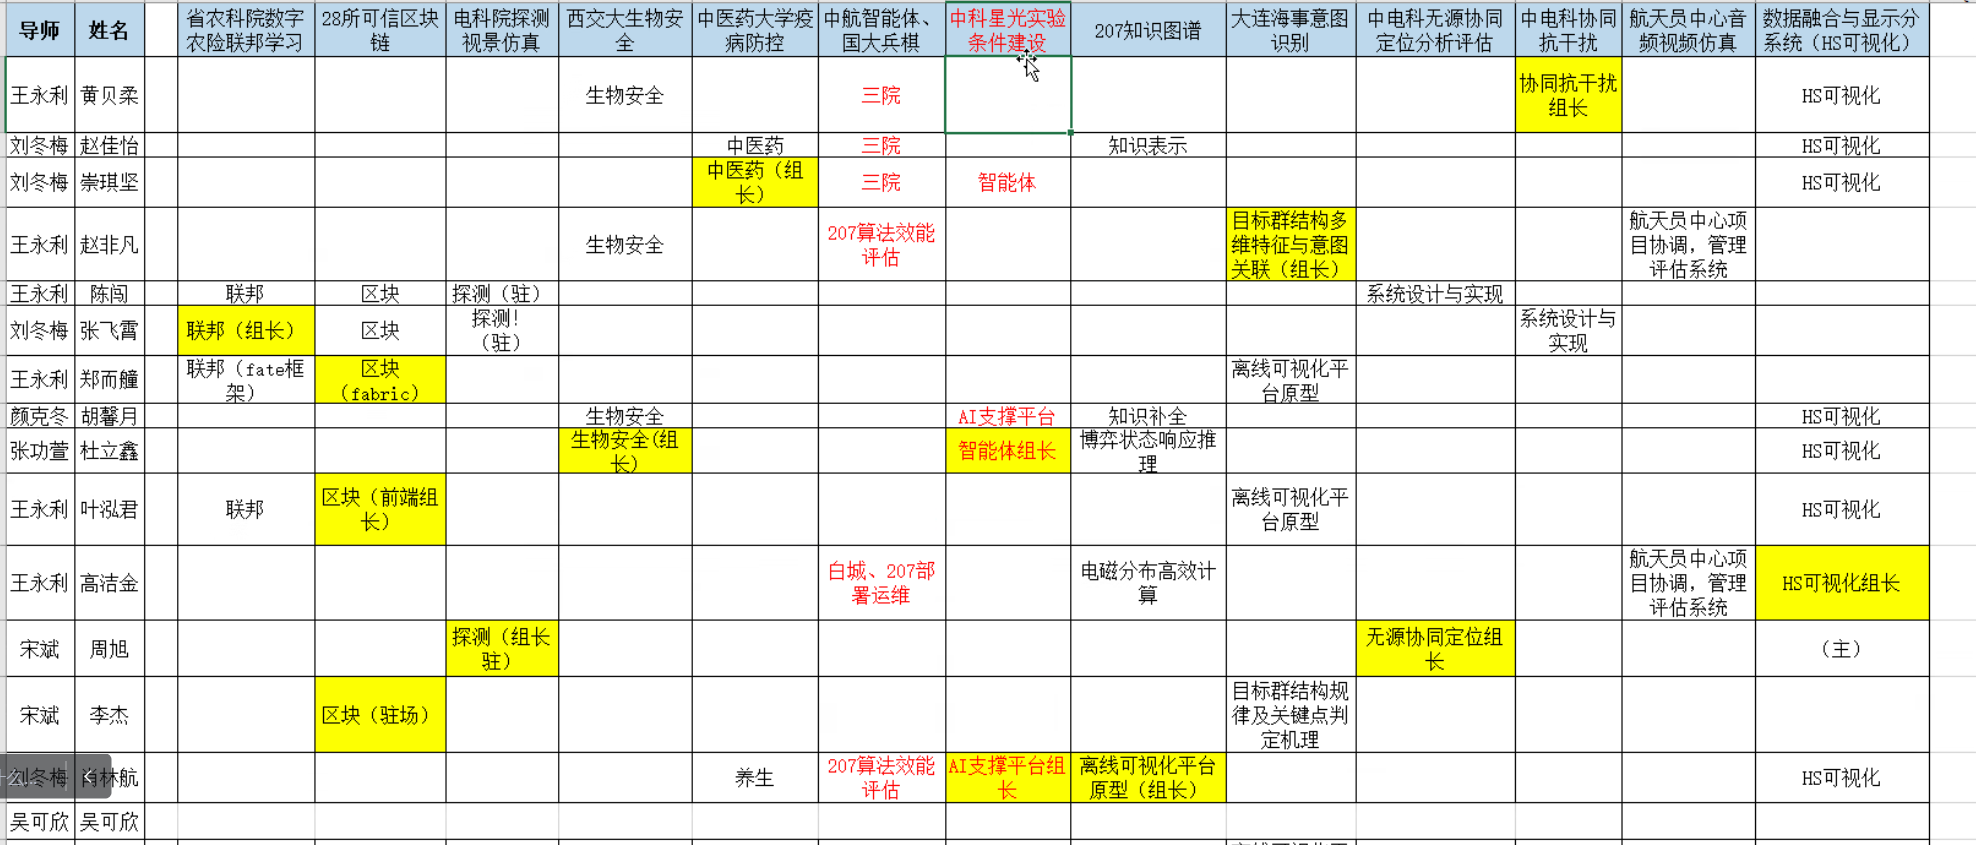 导师 姓名 省农科院数字农险联邦学习 28所可信区块链 电科院探测视景仿真 西交大生物安全 中医药大学疫病防控 中航智能体、国大兵棋 中科星光实验条件建设 207知识图谱 大连海事意图识别 中电科无源协同定位分析评估 中电科协同抗干扰 航天员中心音频视频仿真 数据融合与显示分系统（HS可视化）
王永利 黄贝柔 生物安全 三院 协同抗干扰组长 HS可视化
刘冬梅 赵佳怡 中医药 三院 知识表示 HS可视化
刘冬梅 崇琪坚 中医药（组长） 三院 智能体 HS可视化
王永利 赵非凡 生物安全 207算法效能评估 目标群结构多维特征与意图关联（组长） 航天员中心项目协调，管理评估系统
王永利 陈闯 联邦 区块 探测（驻） 系统设计与实现
刘冬梅 张飞霄 联邦（组长） 区块 探测！（驻） 系统设计与实现
王永利 郑而艟 联邦（fate框架） 区块（fabric） 离线可视化平台原型
颜克冬 胡馨月 生物安全 AI支撑平台 知识补全 HS可视化
张功萱 杜立鑫 生物安全(组长） 智能体组长 博弈状态响应推理 HS可视化
王永利 叶泓君 联邦 区块（前端组长） 离线可视化平台原型 HS可视化
王永利 高洁金 白城、207部署运维 电磁分布高效计算 航天员中心项目协调，管理评估系统 HS可视化组长
宋斌 周旭 探测（组长驻） 无源协同定位组长 （主）
宋斌 李杰 区块（驻场） 目标群结构规律及关键点判定机理
刘冬梅 肖林航 养生 207算法效能评估 AI支撑平台组长 离线可视化平台原型（组长） HS可视化
吴可欣 吴可欣